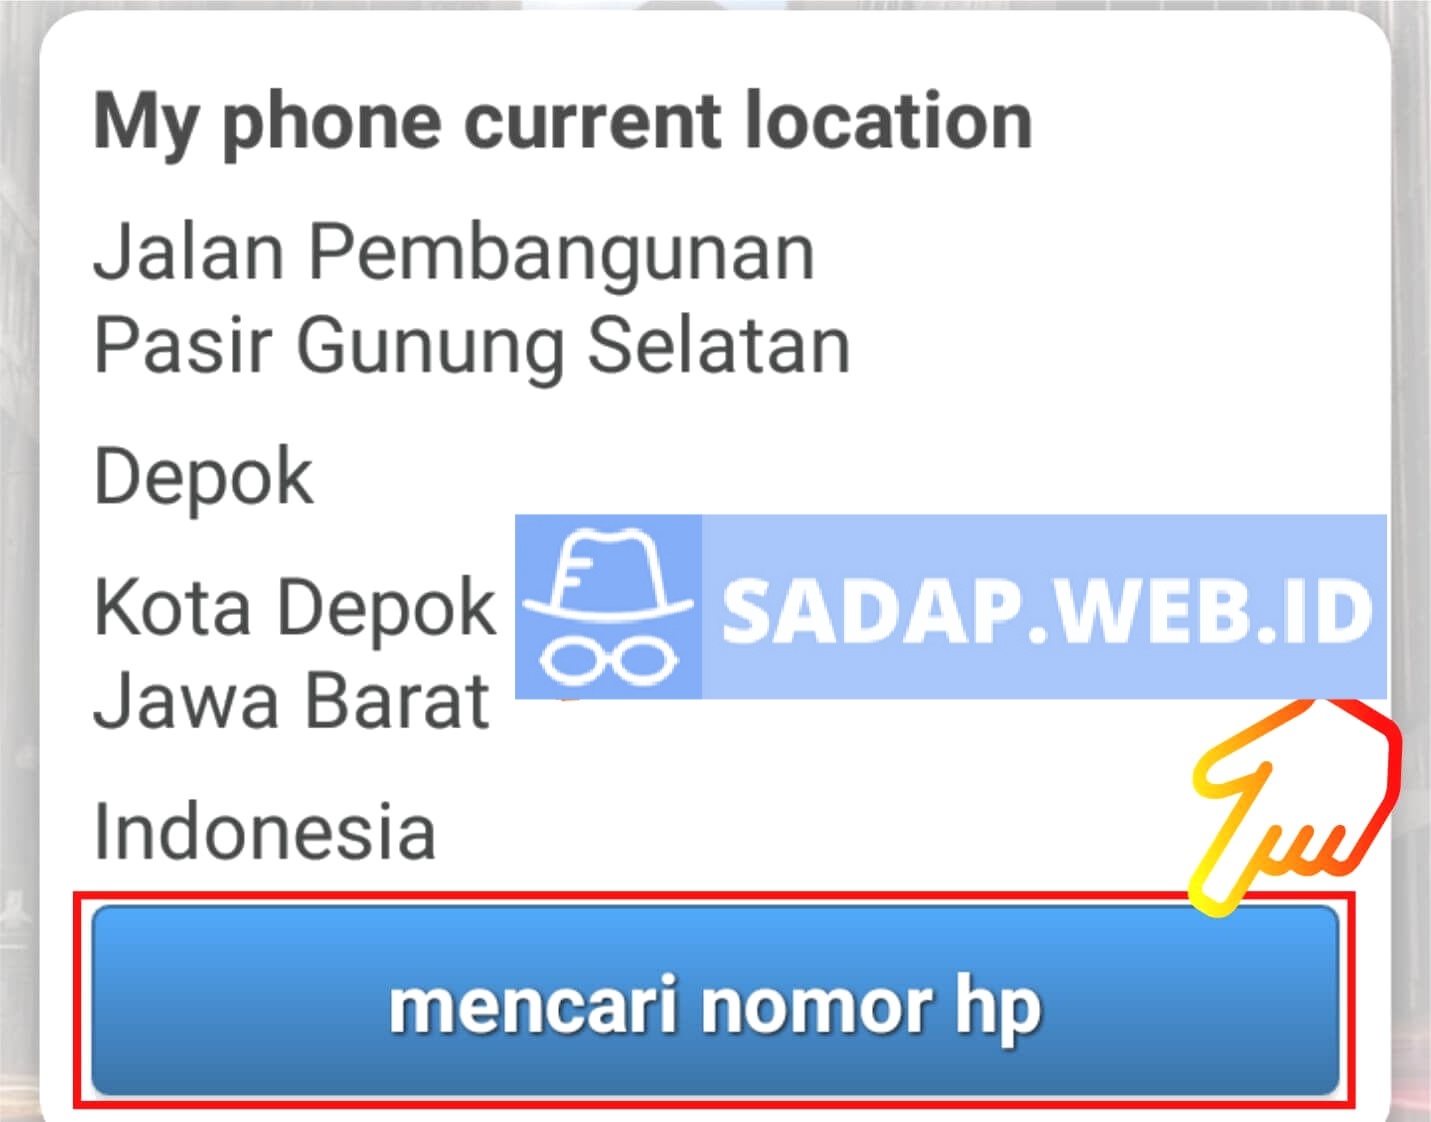 My phone current location
Jalan Pembangunan
Pasir Gunung Selatan
Depok
Kota Depok
SADAP.WEB.ID
Jawa Barat
Indonesia
mencari nomor hp